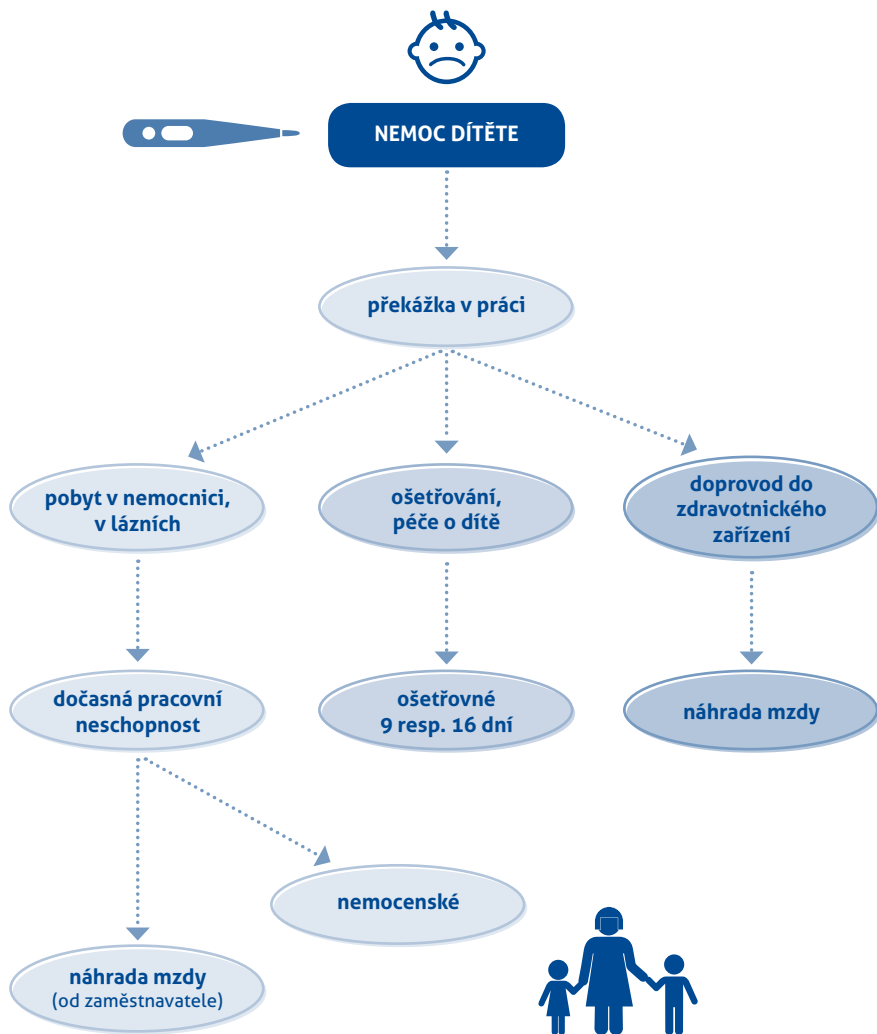 NEMOC DÍTĚTE
překážka v práci
pobyt v nemocnici,
v lázních
ošetřování,
péče o dítě
doprovod do
zdravotnického
zařízení
dočasná pracovní
neschopnost
ošetřovné
9 resp. 16 dní
náhrada mzdy
nemocenské
náhrada mzdy
(od zaměstnavatele)